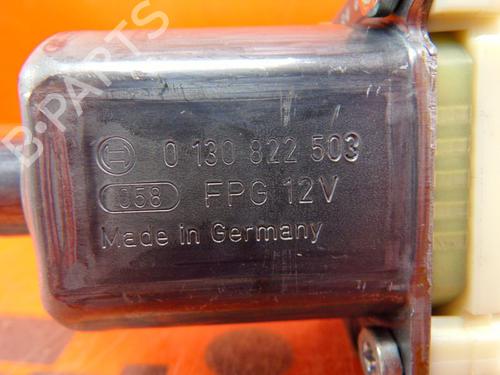 B-PARTS
0 130 822 503
058 FPG 12V
Made in Germany